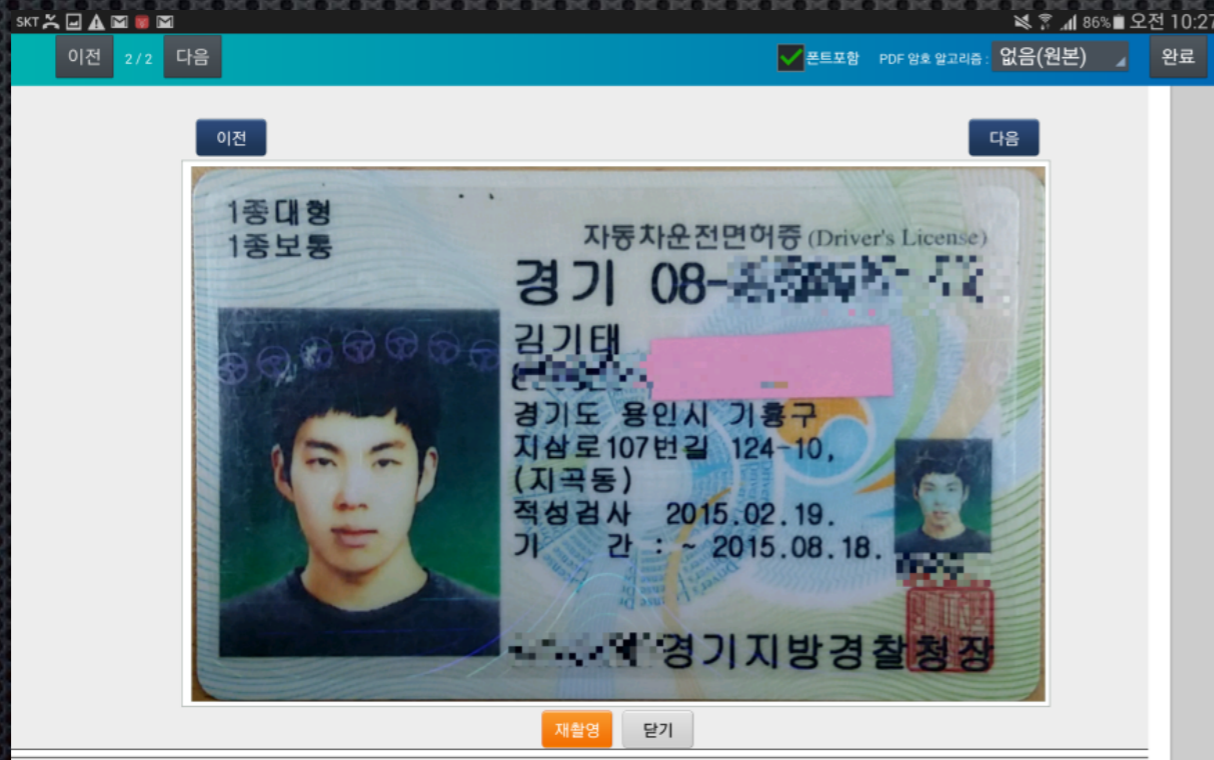 SKT 86% 오전 10:27
이전 2/2 다음 폰트포함 PDF 암호 알고리즘 : 없음(원본) 완료
이전 다음
1종대형
1종보통
자동차운전면허증 (Driver's License)
경기 08-
김기태
경기도 용인시 기흥구
지삼로107번길 124-10,
(지곡동)
적성검사 2015.02.19.
기 간 : ~ 2015.08.18.
경기지방경찰청장
재촬영 닫기